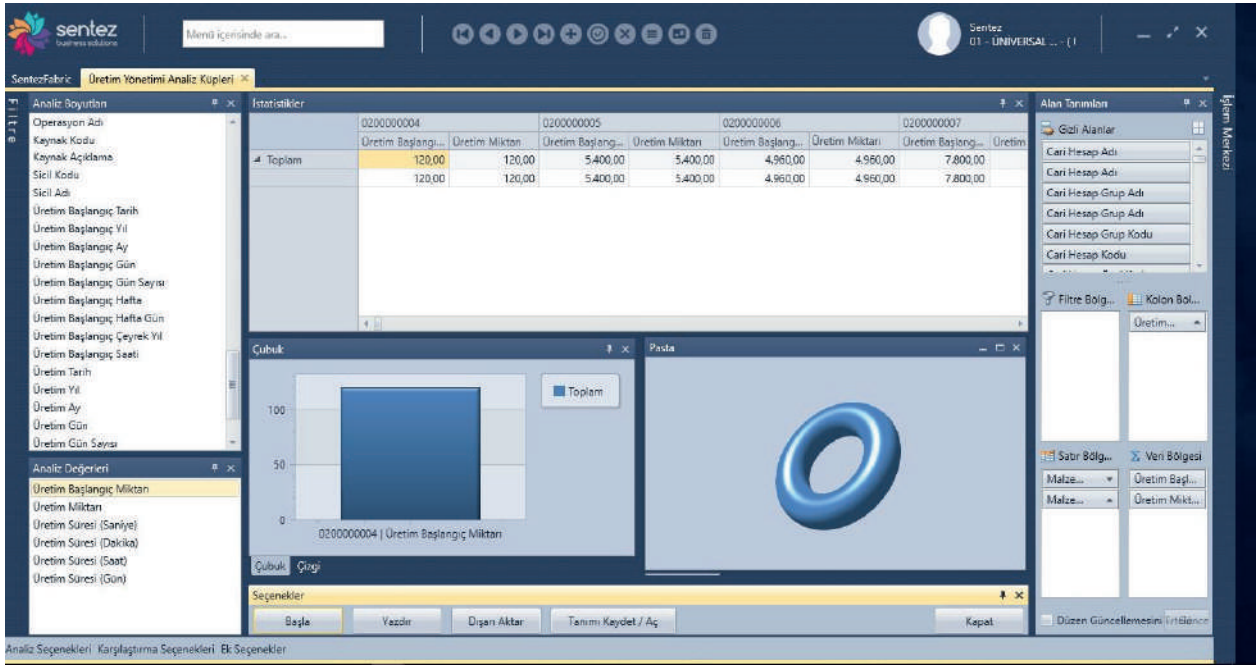 sentez
business solutions
Menü içerisinde ara...
Sentez
01 - ÜNİVERSAL ... - (
SentezFabric
Üretim Yönetimi Analiz Küpleri
Filtre
Analiz Boyutları
Operasyon Adı
Kaynak Kodu
Kaynak Açıklama
Sicil Kodu
Sicil Adı
Üretim Başlangıç Tarih
Üretim Başlangıç Yıl
Üretim Başlangıç Ay
Üretim Başlangıç Gün
Üretim Başlangıç Gün Sayısı
Üretim Başlangıç Hafta
Üretim Başlangıç Hafta Gün
Üretim Başlangıç Çeyrek Yıl
Üretim Başlangıç Saati
Üretim Tarih
Üretim Yıl
Üretim Ay
Üretim Gün
Üretim Gün Sayısı
Analiz Değerleri
Üretim Başlangıç Miktarı
Üretim Miktarı
Üretim Süresi (Saniye)
Üretim Süresi (Dakika)
Üretim Süresi (Saat)
Üretim Süresi (Gün)
İstatistikler
0200000004 0200000005 0200000006 0200000007
Üretim Başlangı... Üretim Miktarı Üretim Başlang... Üretim Miktarı Üretim Başlang... Üretim Miktarı Üretim Başlang... Üretim
Toplam 120,00 120,00 5.400,00 5.400,00 4.960,00 4.960,00 7.800,00
120,00 120,00 5.400,00 5.400,00 4.960,00 4.960,00 7.800,00
Çubuk
100
50
0
0200000004 | Üretim Başlangıç Miktarı
Toplam
Çubuk Çizgi
Pasta
Seçenekler
Başla Yazdır Dışarı Aktar Tanımı Kaydet / Aç Kapat
Alan Tanımları
Gizli Alanlar
Cari Hesap Adı
Cari Hesap Adı
Cari Hesap Grup Adı
Cari Hesap Grup Adı
Cari Hesap Grup Kodu
Cari Hesap Kodu
Filtre Bölg... Kolon Böl...
Üretim...
Satır Bölg... Veri Bölgesi
Malze... Üretim Başl...
Malze... Üretim Mikt...
Düzen Güncellemesini
İşlem Merkezi
Analiz Seçenekleri Karşılaştırma Seçenekleri Ek Seçenekler